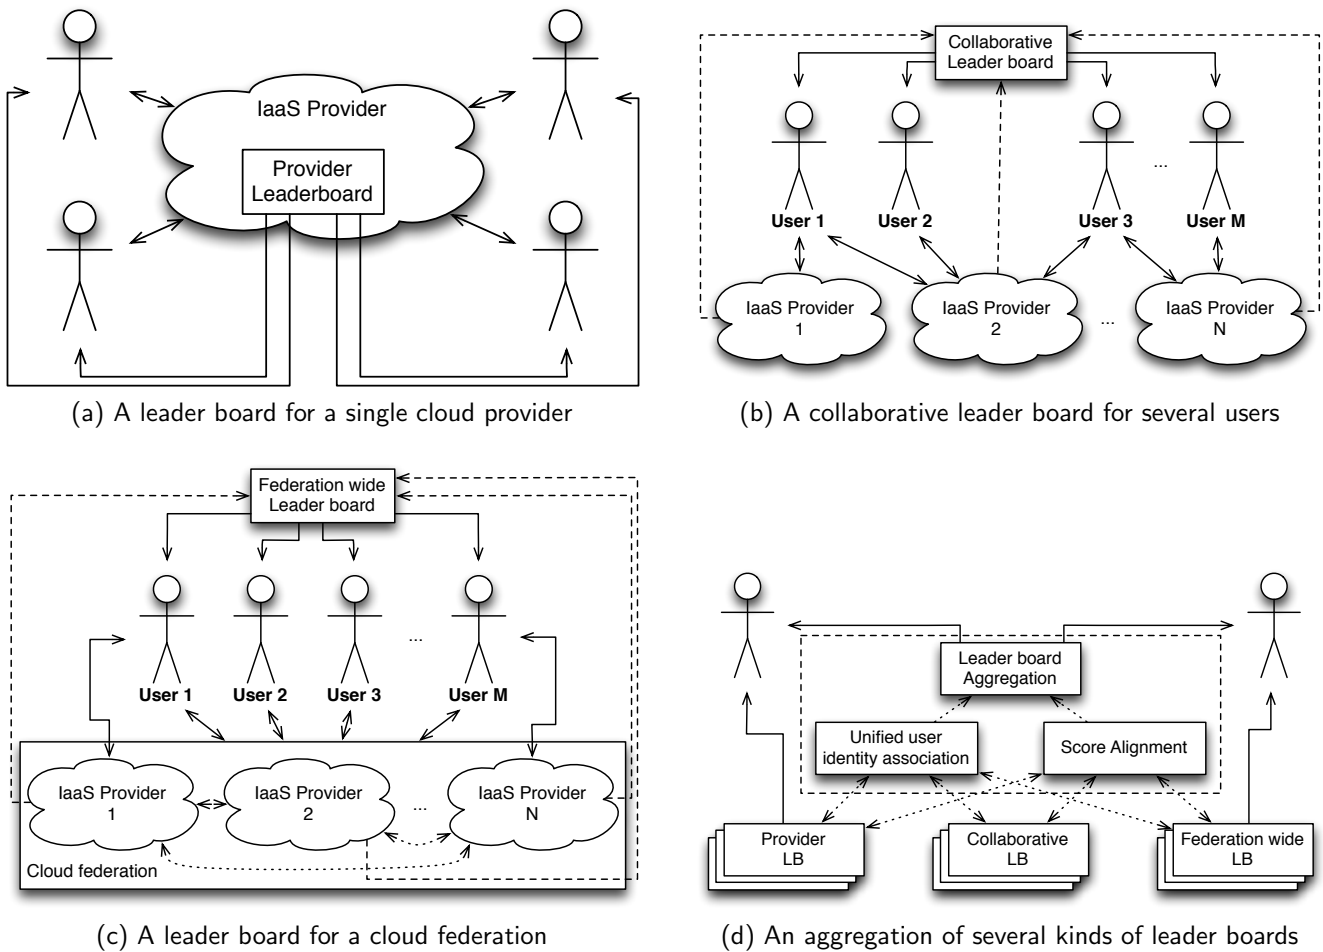 IaaS Provider
Provider
Leaderboard
(a) A leader board for a single cloud provider
Collaborative
Leader board
...
User 1
User 2
User 3
User M
IaaS Provider
1
IaaS Provider
2
...
IaaS Provider
N
(b) A collaborative leader board for several users
Federation wide
Leader board
...
User 1
User 2
User 3
User M
IaaS Provider
1
IaaS Provider
2
...
IaaS Provider
N
Cloud federation
(c) A leader board for a cloud federation
Leader board
Aggregation
Unified user
identity association
Score Alignment
Provider
LB
Collaborative
LB
Federation wide
LB
(d) An aggregation of several kinds of leader boards